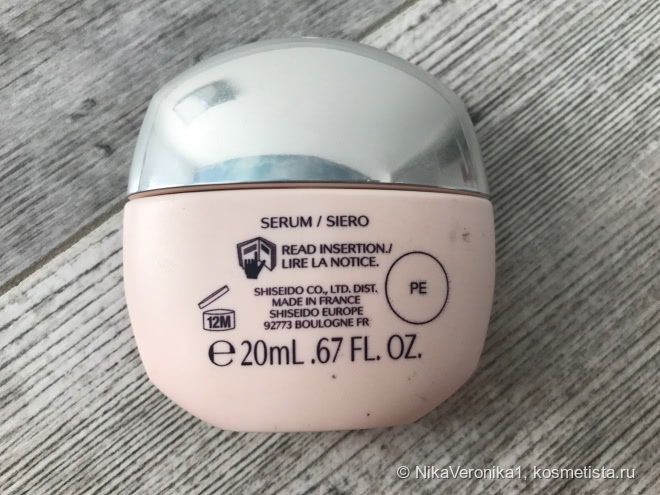 SERUM / SIERO
READ INSERTION./
LIRE LA NOTICE.
SHISEIDO CO., LTD. DIST.
MADE IN FRANCE
SHISEIDO EUROPE
92773 BOULOGNE FR
12M
PE
℮ 20mL .67 FL. OZ.
© NikaVeronika1, kosmetista.ru